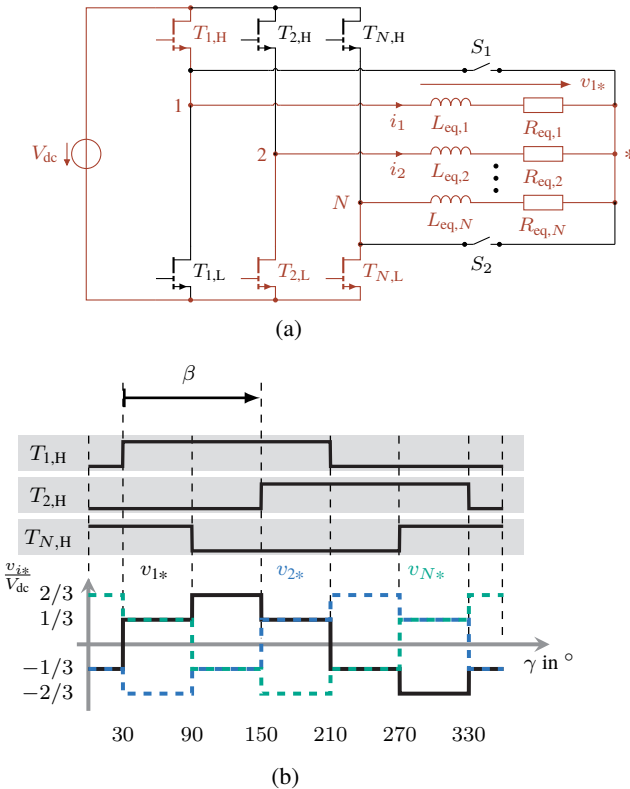 T1,H
T2,H
TN,H
S1
v1*
1
i1
Leq,1
Req,1
Vdc
2
i2
Leq,2
Req,2
*
N
Leq,N
Req,N
S2
T1,L
T2,L
TN,L
(a)
β
T1,H
T2,H
TN,H
vi*/Vdc
v1*
v2*
vN*
2/3
1/3
−1/3
−2/3
γ in °
30 90 150 210 270 330
(b)